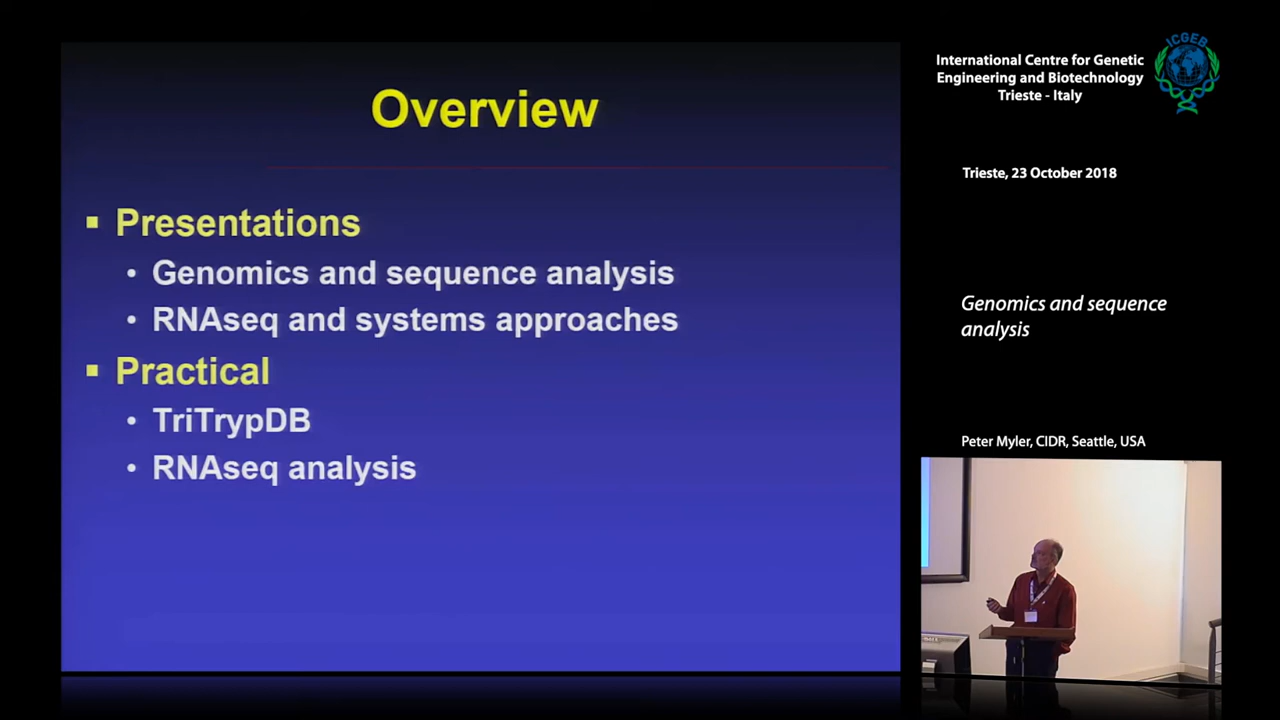 Overview
Presentations
Genomics and sequence analysis
RNAseq and systems approaches
Practical
TriTrypDB
RNAseq analysis
International Centre for Genetic
Engineering and Biotechnology
Trieste - Italy
ICGEB
Trieste, 23 October 2018
Genomics and sequence
analysis
Peter Myler, CIDR, Seattle, USA